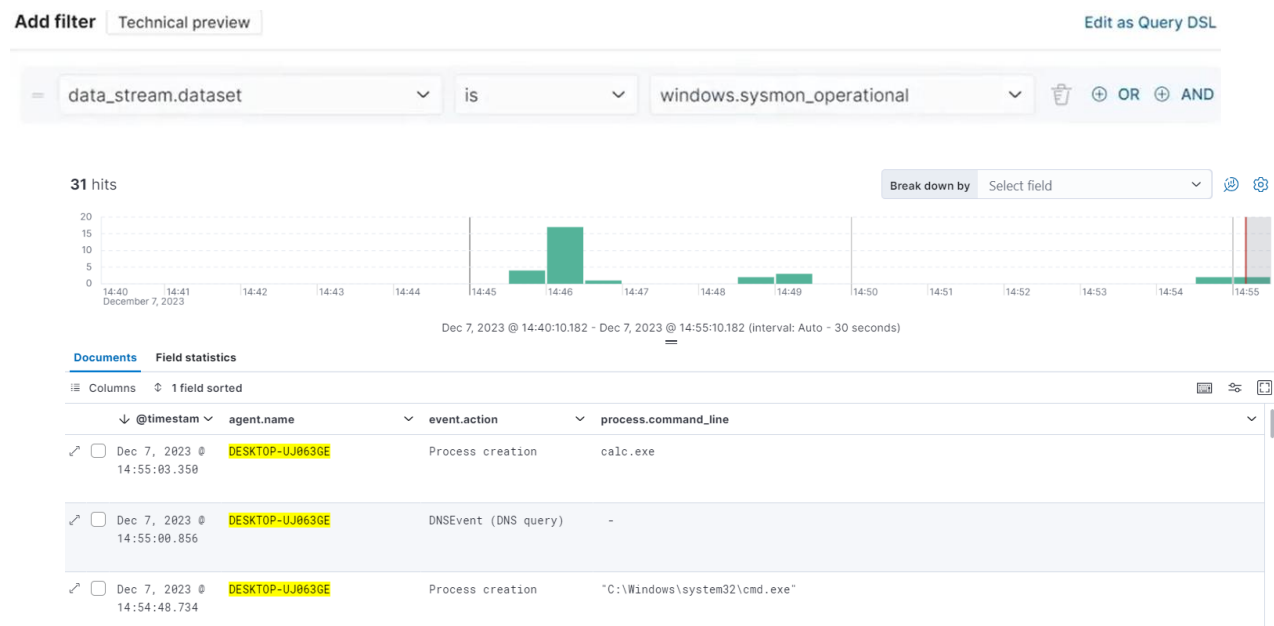 Add filter Technical preview Edit as Query DSL
data_stream.dataset is windows.sysmon_operational OR AND
31 hits Break down by Select field
20
15
10
5
0
14:40 14:41 14:42 14:43 14:44 14:45 14:46 14:47 14:48 14:49 14:50 14:51 14:52 14:53 14:54 14:55
December 7, 2023
Dec 7, 2023 @ 14:40:10.182 - Dec 7, 2023 @ 14:55:10.182 (interval: Auto - 30 seconds)
Documents Field statistics
Columns 1 field sorted
@timestam agent.name event.action process.command_line
Dec 7, 2023 @ DESKTOP-UJ063GE Process creation calc.exe
14:55:03.350
Dec 7, 2023 @ DESKTOP-UJ063GE DNSEvent (DNS query) -
14:55:00.856
Dec 7, 2023 @ DESKTOP-UJ063GE Process creation "C:\Windows\system32\cmd.exe"
14:54:48.734